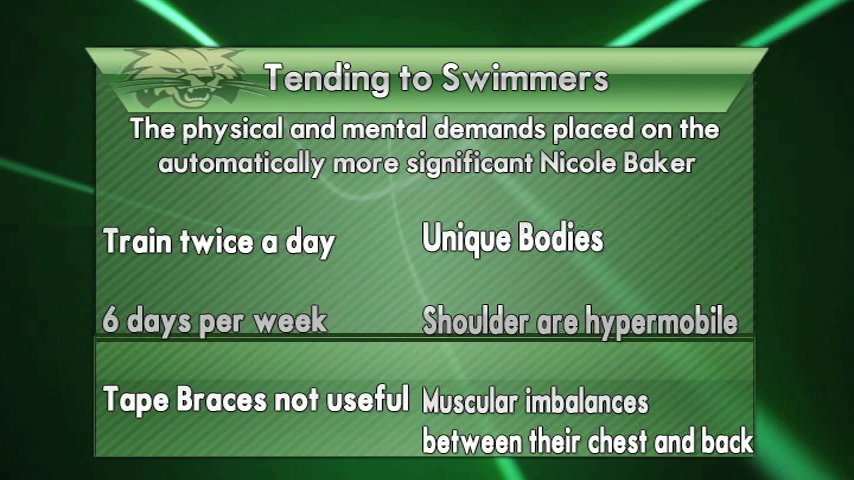 Tending to Swimmers
The physical and mental demands placed on the
automatically more significant Nicole Baker
Train twice a day
Unique Bodies
6 days per week
Shoulder are hypermobile
Tape Braces not useful
Muscular imbalances
between their chest and back